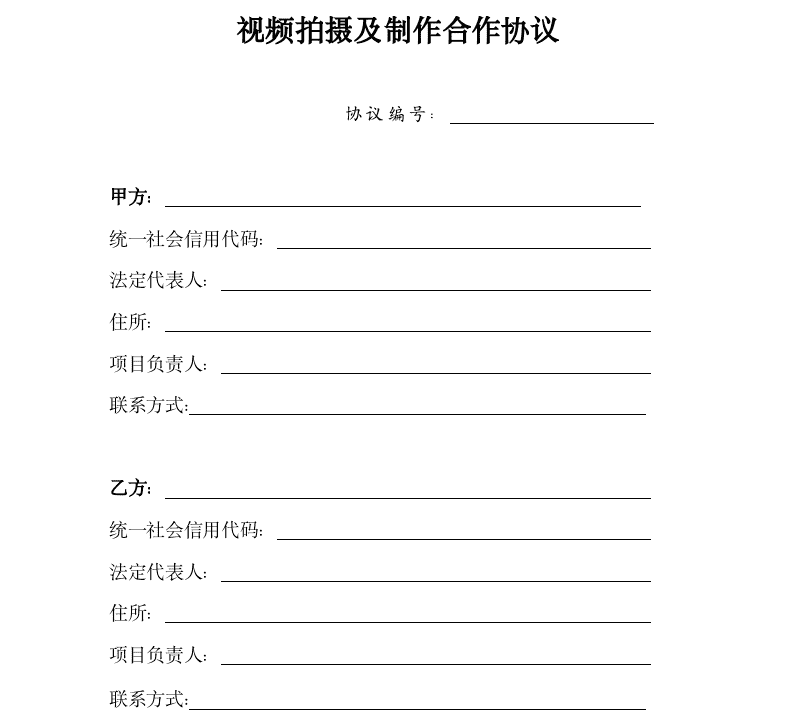 视频拍摄及制作合作协议
协议编号：
甲方：
统一社会信用代码：
法定代表人：
住所：
项目负责人：
联系方式：
乙方：
统一社会信用代码：
法定代表人：
住所：
项目负责人：
联系方式：